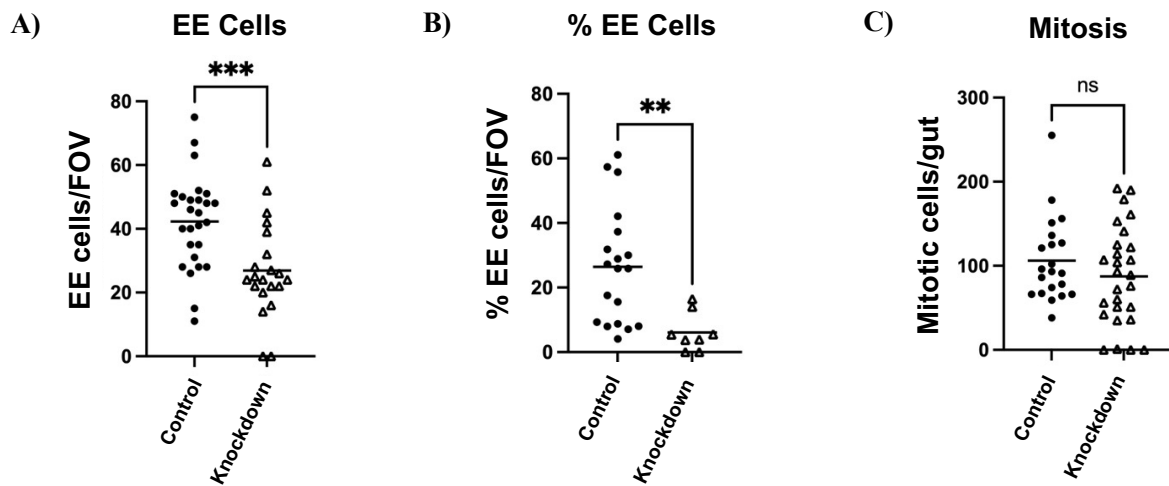 A)
EE Cells
***
EE cells/FOV
80
60
40
20
0
Control
Knockdown
B)
% EE Cells
**
% EE cells/FOV
80
60
40
20
0
Control
Knockdown
C)
Mitosis
ns
Mitotic cells/gut
300
200
100
0
Control
Knockdown